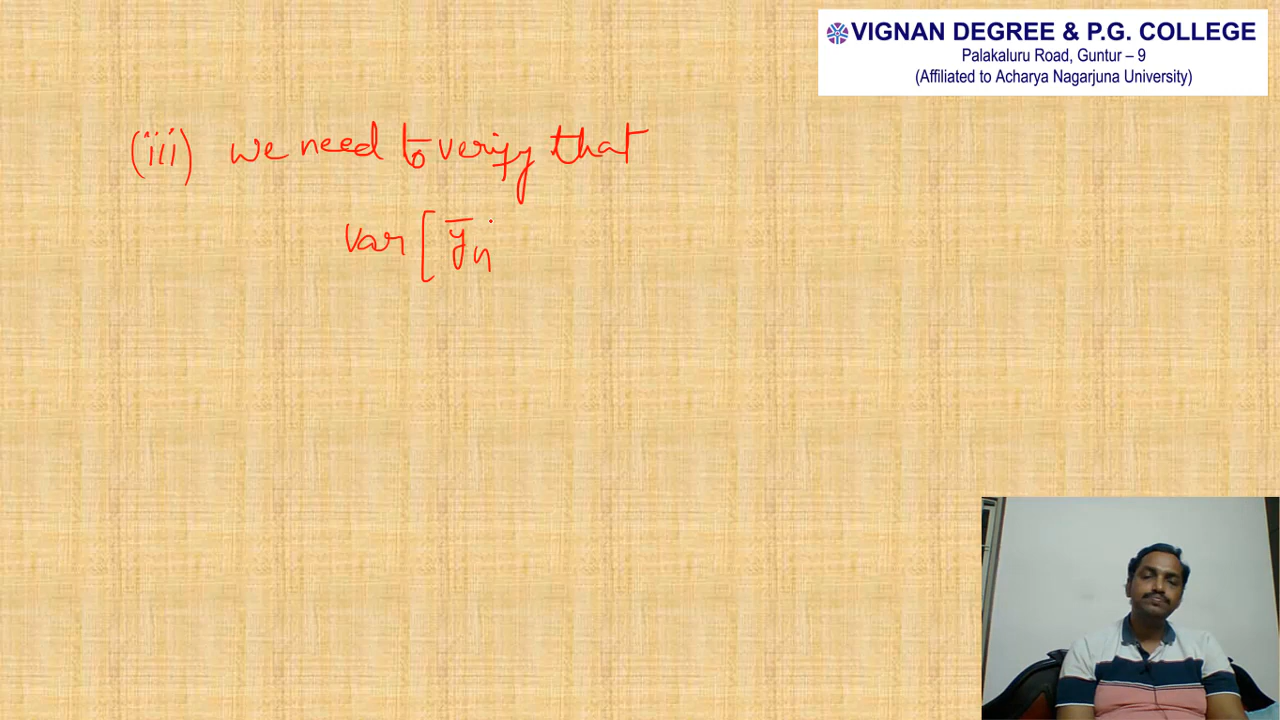 VIGNAN DEGREE & P.G. COLLEGE
Palakaluru Road, Guntur – 9
(Affiliated to Acharya Nagarjuna University)
(iii) we need to verify that
var [ y̅n